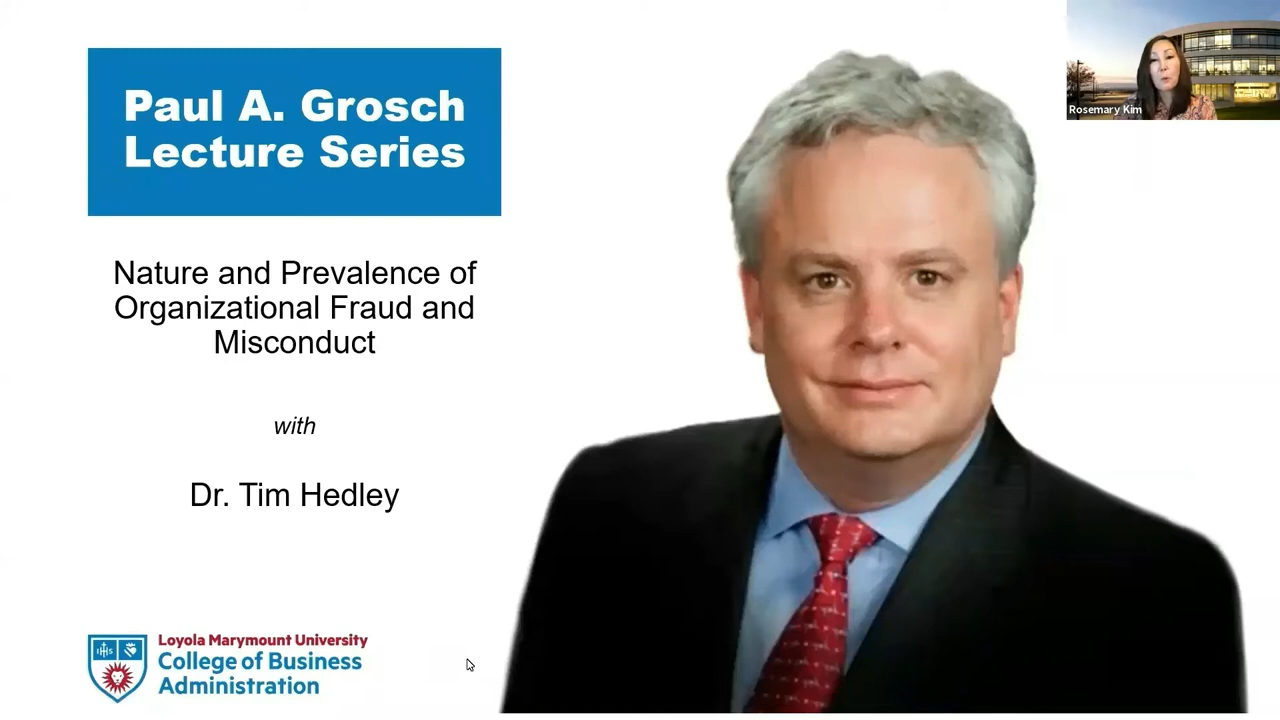 Paul A. Grosch
Lecture Series
Nature and Prevalence of
Organizational Fraud and
Misconduct
with
Dr. Tim Hedley
IHS
Loyola Marymount University
College of Business
Administration
Rosemary Kim